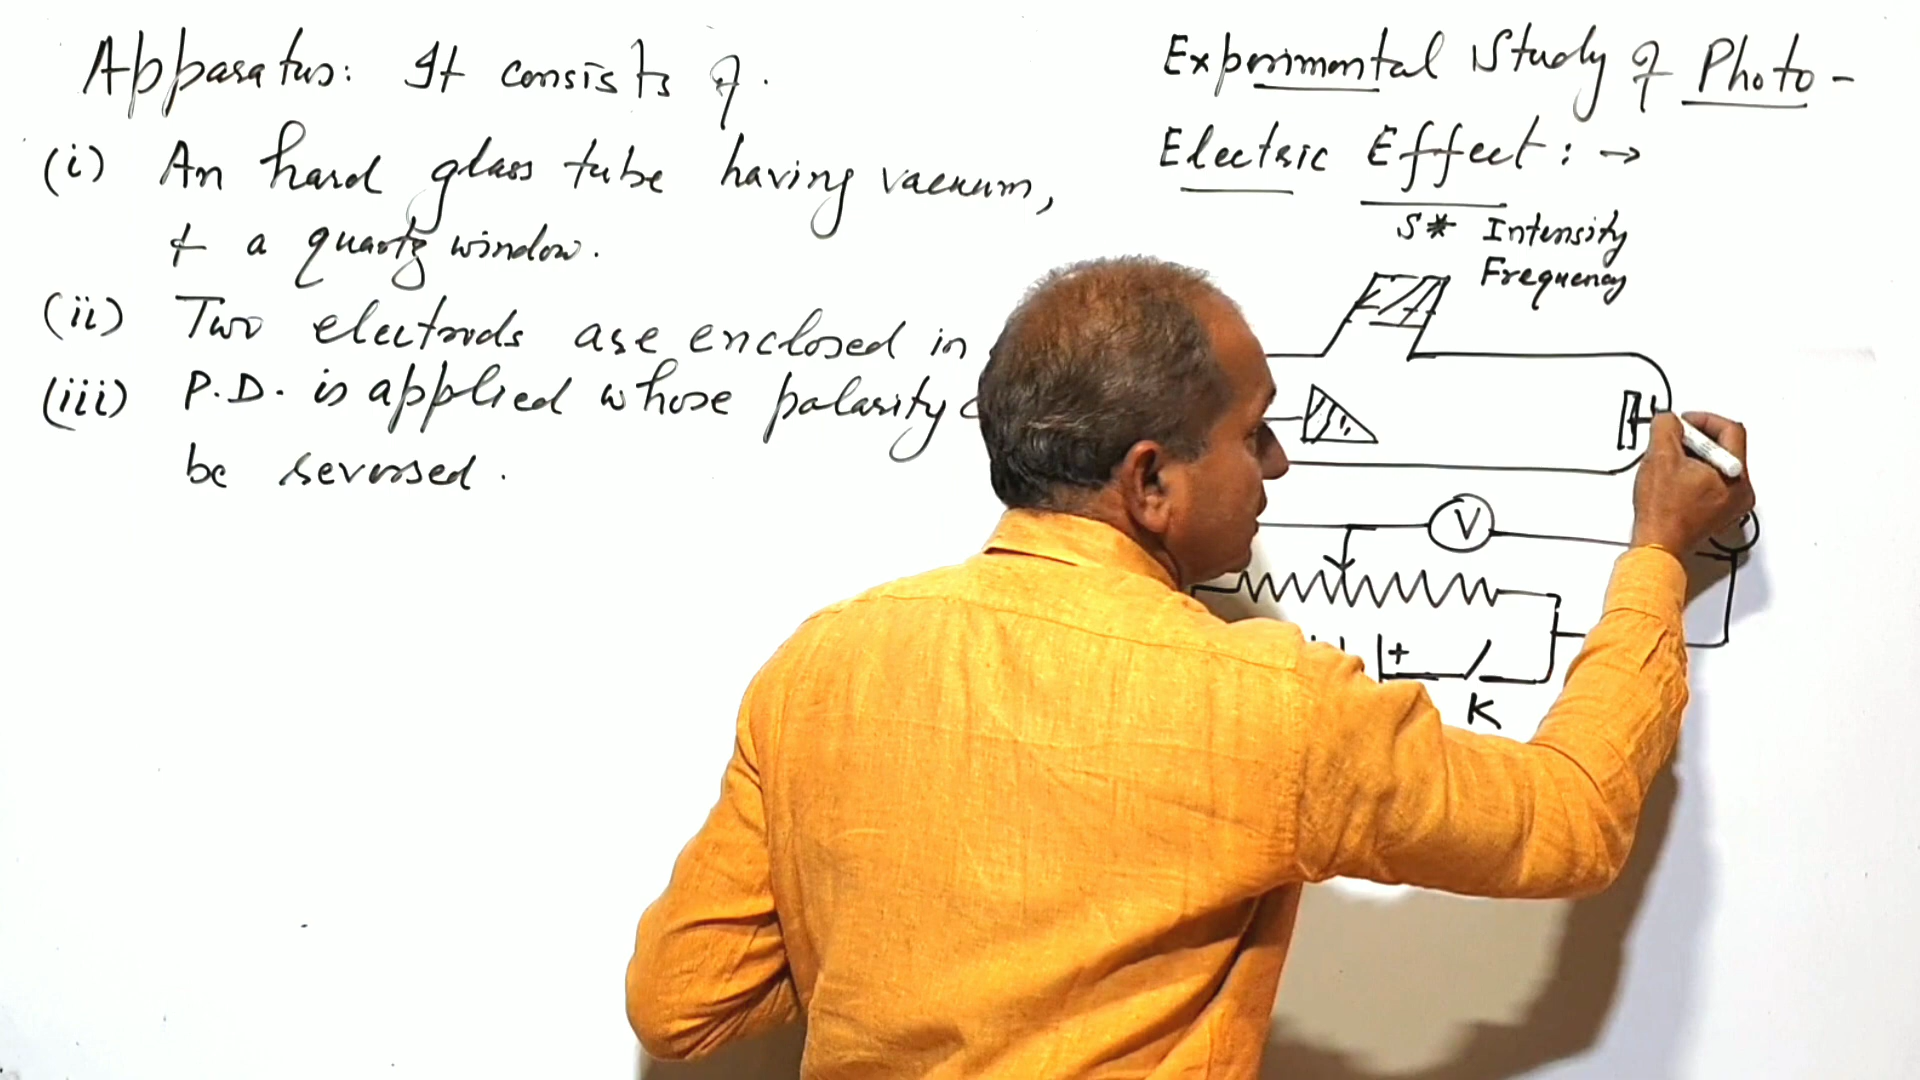 Apparatus: It consists of.
(i) An hard glass tube having vacuum,
+ a quartz window.
(ii) Two electrods are enclosed in
(iii) P.D. is applied whose polarity
be reversed.
Experimental Study of Photo-
Electric Effect: →
S* Intensity
Frequency
V
+
K